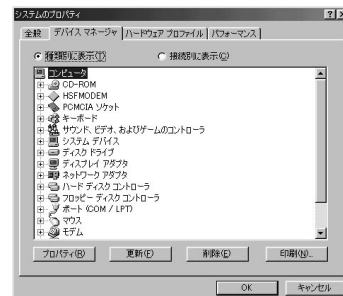 システムのプロパティ
全般 デバイス マネージャ ハードウェア プロファイル パフォーマンス
種類別に表示(T) 接続別に表示(C)
コンピュータ
CD-ROM
HSFMODEM
PCMCIA ソケット
キーボード
サウンド、ビデオ、およびゲームのコントローラ
システム デバイス
ディスク ドライブ
ディスプレイ アダプタ
ネットワーク アダプタ
ハード ディスク コントローラ
フロッピー ディスク コントローラ
ポート (COM / LPT)
マウス
モデム
プロパティ(R) 更新(F) 削除(E) 印刷(N)...
OK キャンセル